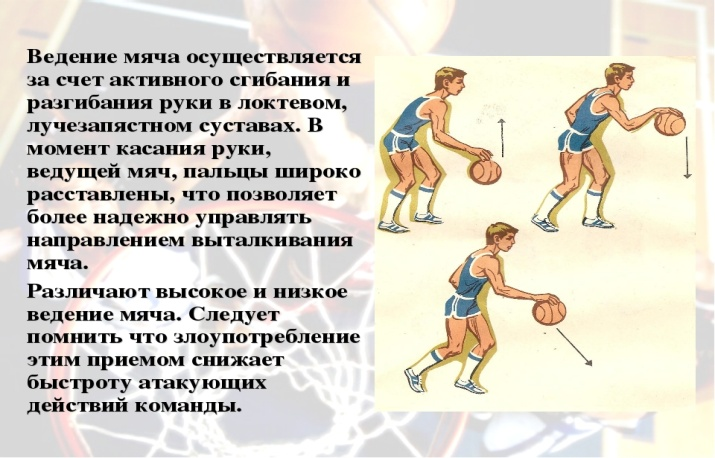 Ведение мяча осуществляется
за счет активного сгибания и
разгибания руки в локтевом,
лучезапястном суставах. В
момент касания руки,
ведущей мяч, пальцы широко
расставлены, что позволяет
более надежно управлять
направлением выталкивания
мяча.
Различают высокое и низкое
ведение мяча. Следует
помнить что злоупотребление
этим приемом снижает
быстроту атакующих
действий команды.